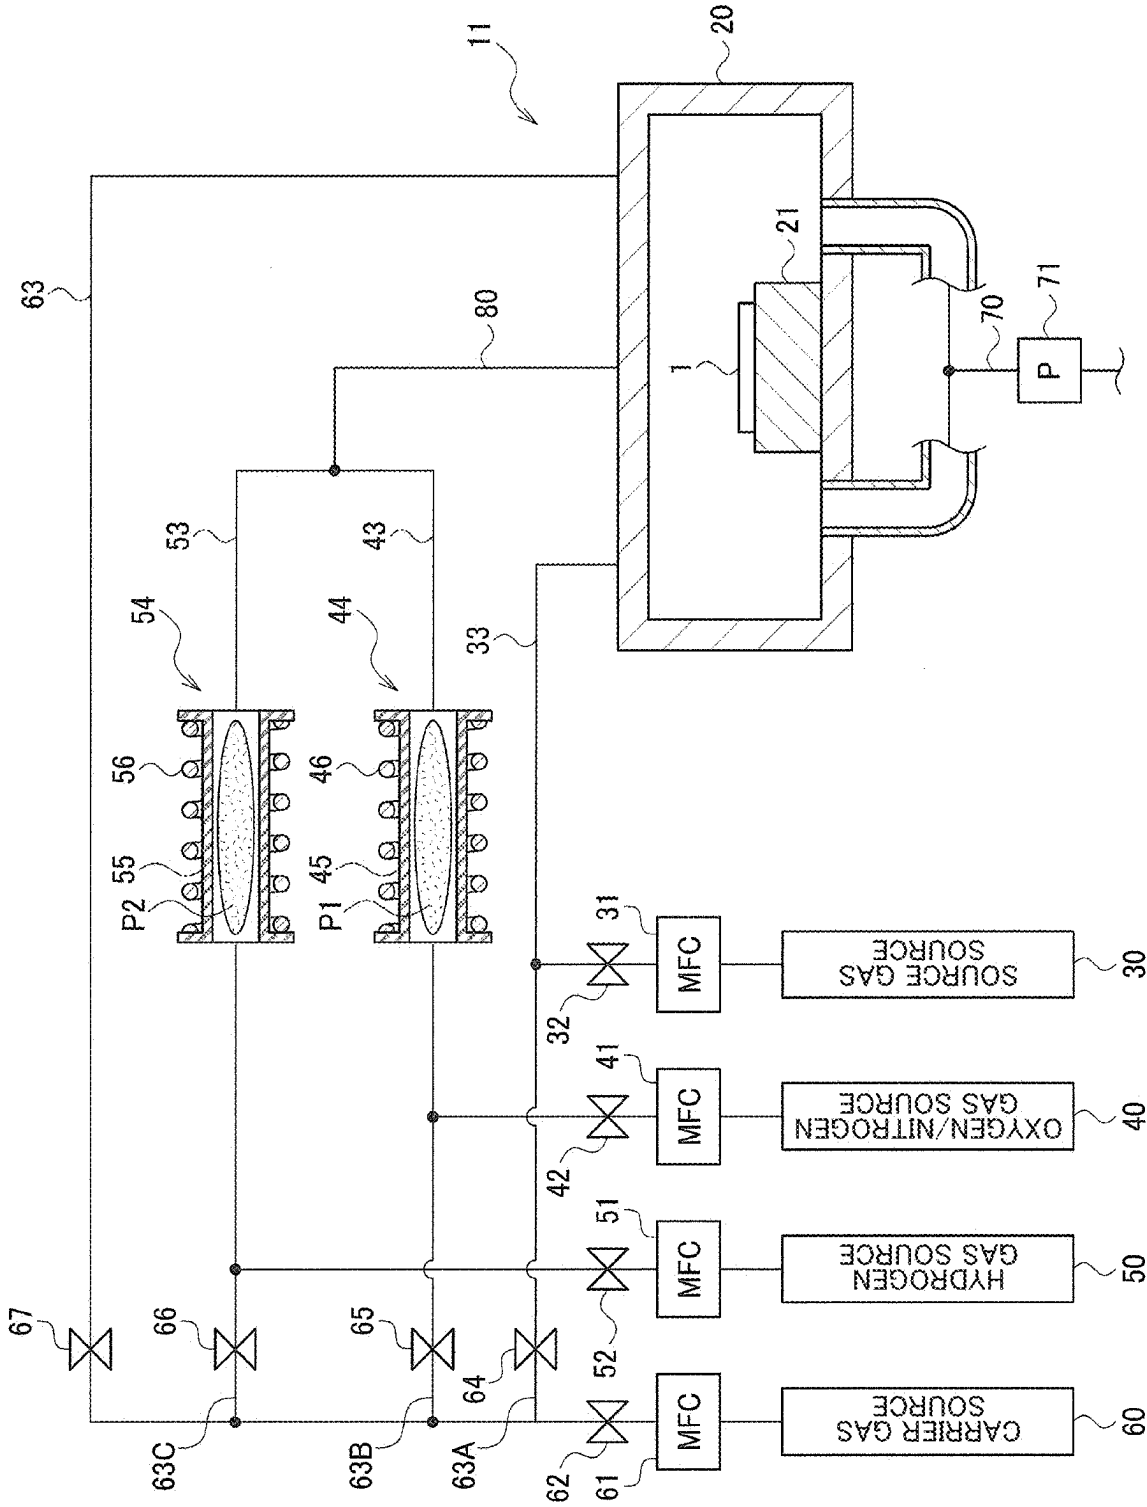 67
63
P2
55
56
54
63C
66
53
P1
45
46
44
63B
65
43
63A
64
33
80
11
62
52
42
32
61
51
41
31
MFC
MFC
MFC
MFC
1
20
21
CARRIER GAS
SOURCE
HYDROGEN
GAS SOURCE
OXYGEN/NITROGEN
GAS SOURCE
SOURCE GAS
SOURCE
70
P
71
60
50
40
30